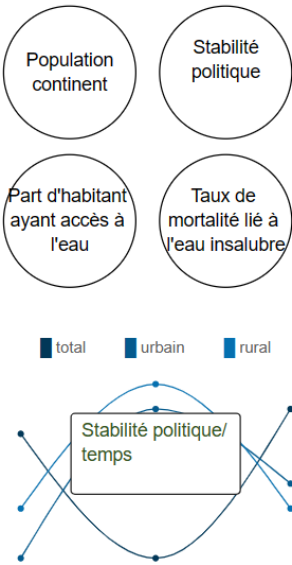 Population
continent
Stabilité
politique
Part d'habitant
ayant accès à
l'eau
Taux de
mortalité lié à
l'eau insalubre
total urbain rural
Stabilité politique/
temps